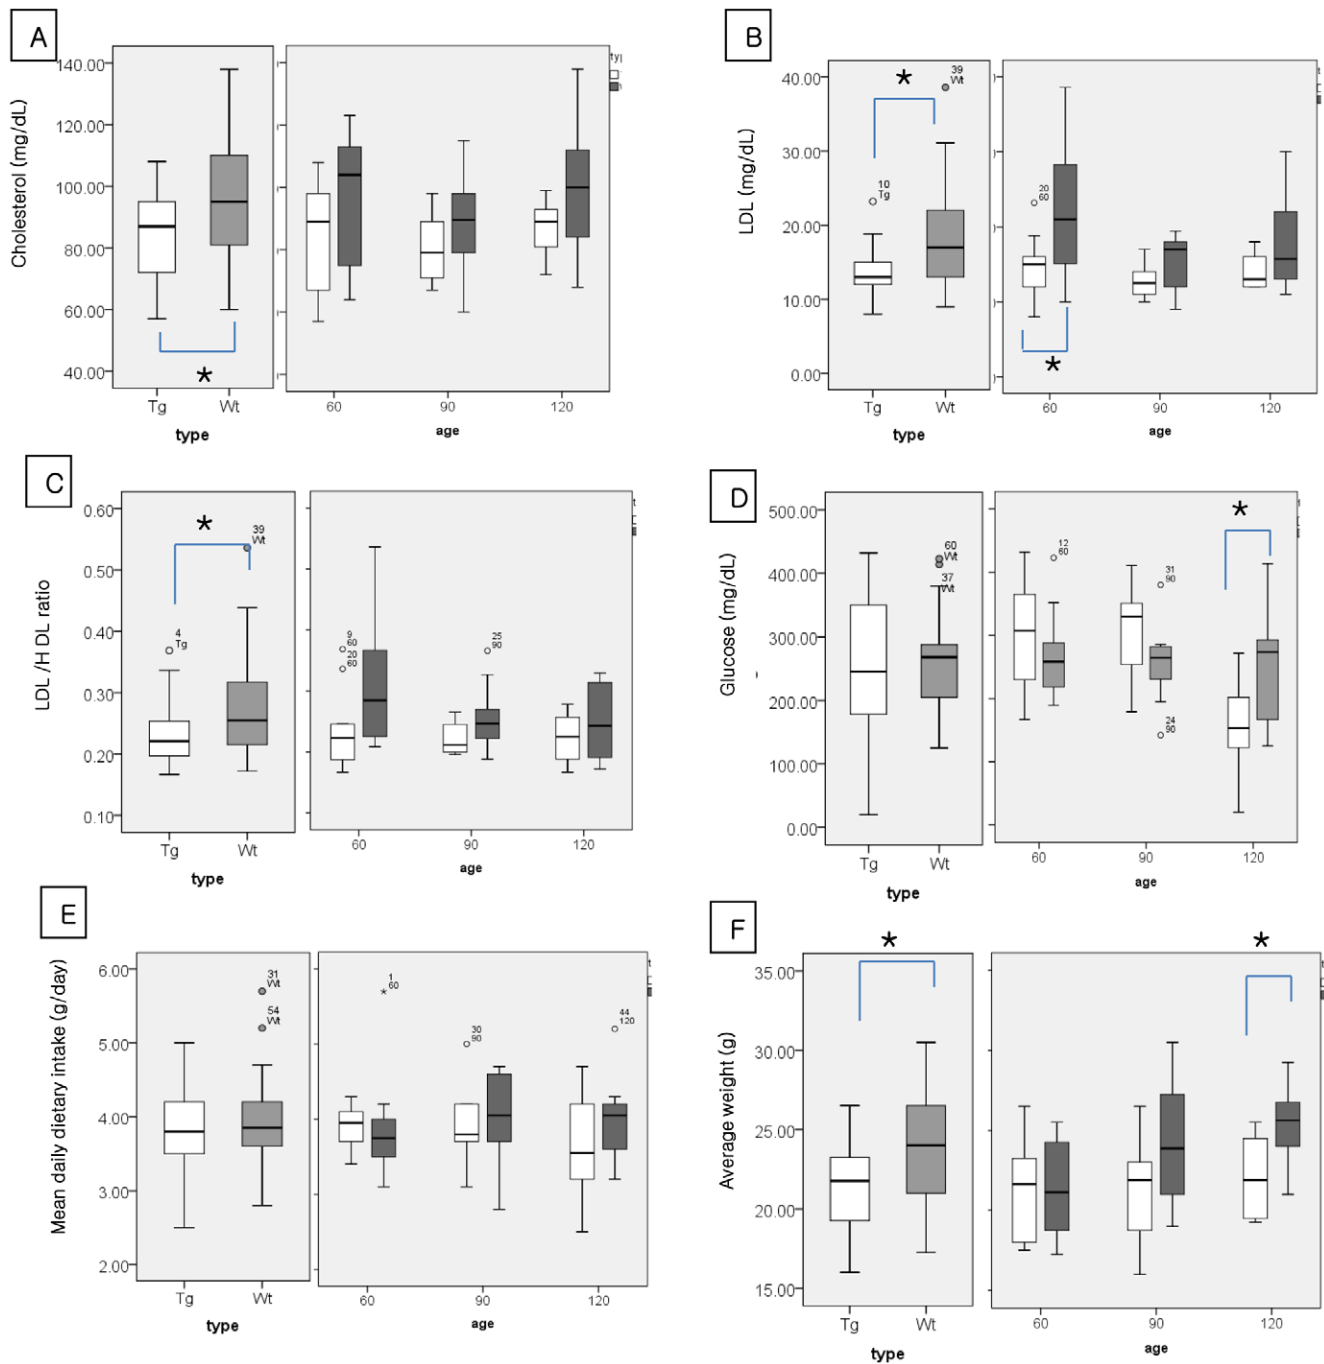 A
Cholesterol (mg/dL)
140.00
120.00
100.00
80.00
60.00
40.00
*
Tg
Wt
type
60
90
120
age
B
LDL (mg/dL)
40.00
30.00
20.00
10.00
0.00
*
39
Wt
10
Tg
Tg
Wt
type
20
60
*
60
90
120
age
C
LDL /H DL ratio
0.60
0.50
0.40
0.30
0.20
0.10
*
39
Wt
4
Tg
Tg
Wt
type
9
60
20
60
25
90
60
90
120
age
D
Glucose (mg/dL)
500.00
400.00
300.00
200.00
100.00
0.00
60
Wt
37
Wt
Tg
Wt
type
12
60
31
90
24
90
*
60
90
120
age
E
Mean daily dietary intake (g/day)
6.00
5.00
4.00
3.00
2.00
31
Wt
54
Wt
Tg
Wt
type
1
60
30
90
44
120
60
90
120
age
F
Average weight (g)
35.00
30.00
25.00
20.00
15.00
*
Tg
Wt
type
*
60
90
120
age